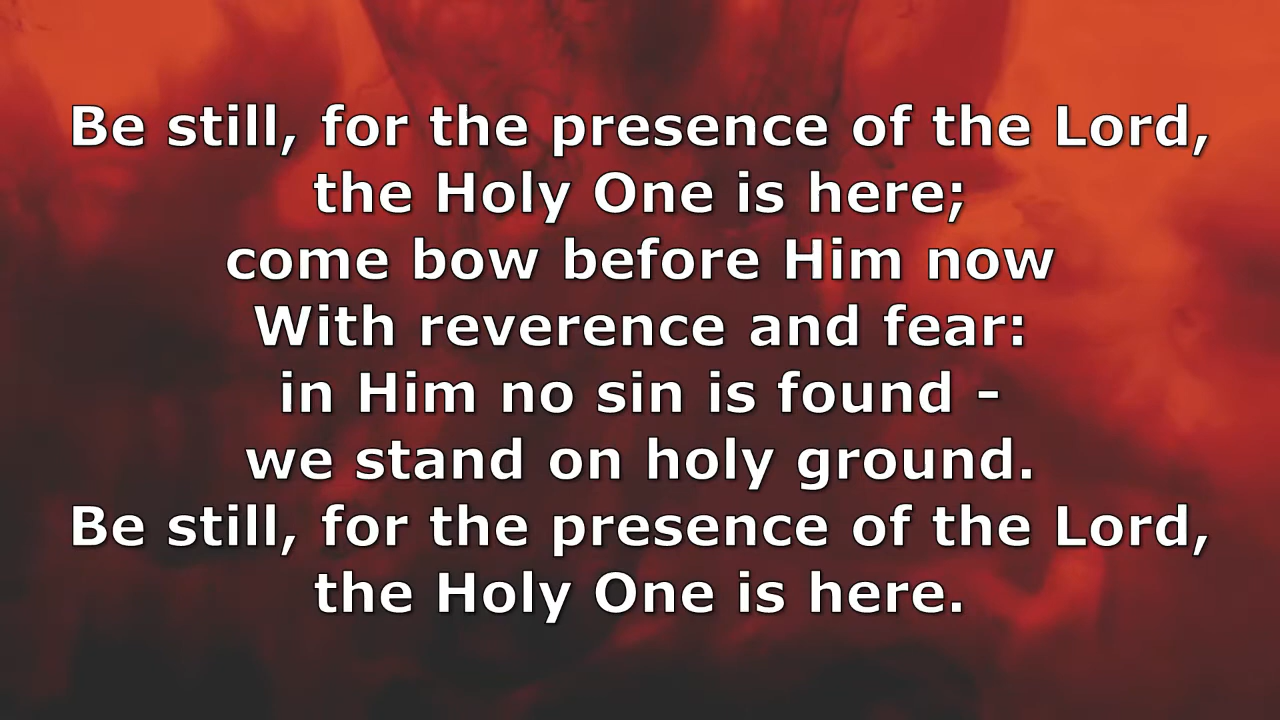 Be still, for the presence of the Lord,
the Holy One is here;
come bow before Him now
With reverence and fear:
in Him no sin is found -
we stand on holy ground.
Be still, for the presence of the Lord,
the Holy One is here.